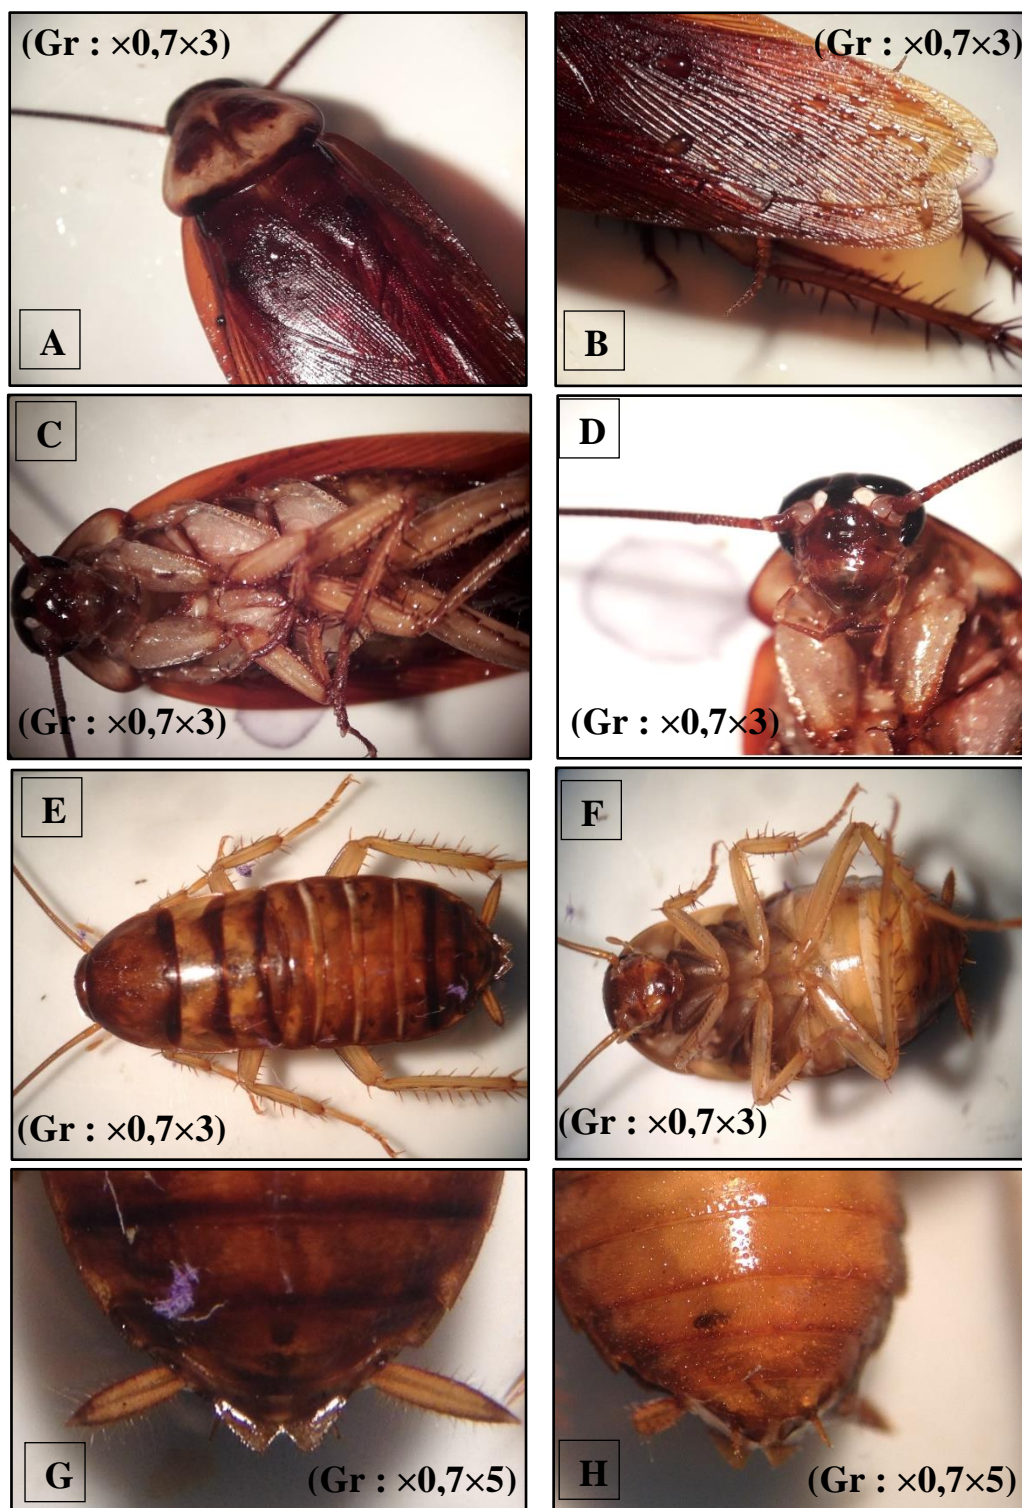 (Gr : ×0,7×3)
A
(Gr : ×0,7×3)
B
C
(Gr : ×0,7×3)
D
(Gr : ×0,7×3)
E
(Gr : ×0,7×3)
F
(Gr : ×0,7×3)
G
(Gr : ×0,7×5)
H
(Gr : ×0,7×5)